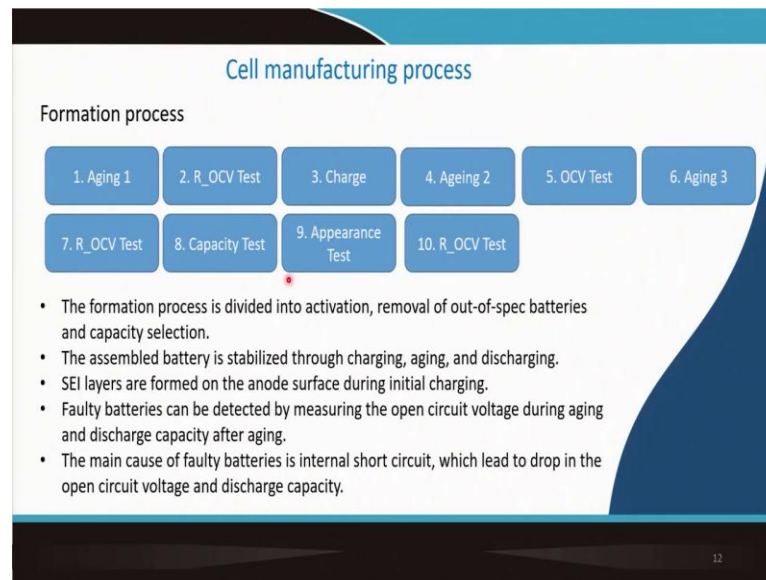 Cell manufacturing process
Formation process
1. Aging 1
2. R_OCV Test
3. Charge
4. Ageing 2
5. OCV Test
6. Aging 3
7. R_OCV Test
8. Capacity Test
9. Appearance
Test
10. R_OCV Test
• The formation process is divided into activation, removal of out-of-spec batteries
and capacity selection.
• The assembled battery is stabilized through charging, aging, and discharging.
• SEI layers are formed on the anode surface during initial charging.
• Faulty batteries can be detected by measuring the open circuit voltage during aging
and discharge capacity after aging.
• The main cause of faulty batteries is internal short circuit, which lead to drop in the
open circuit voltage and discharge capacity.
12